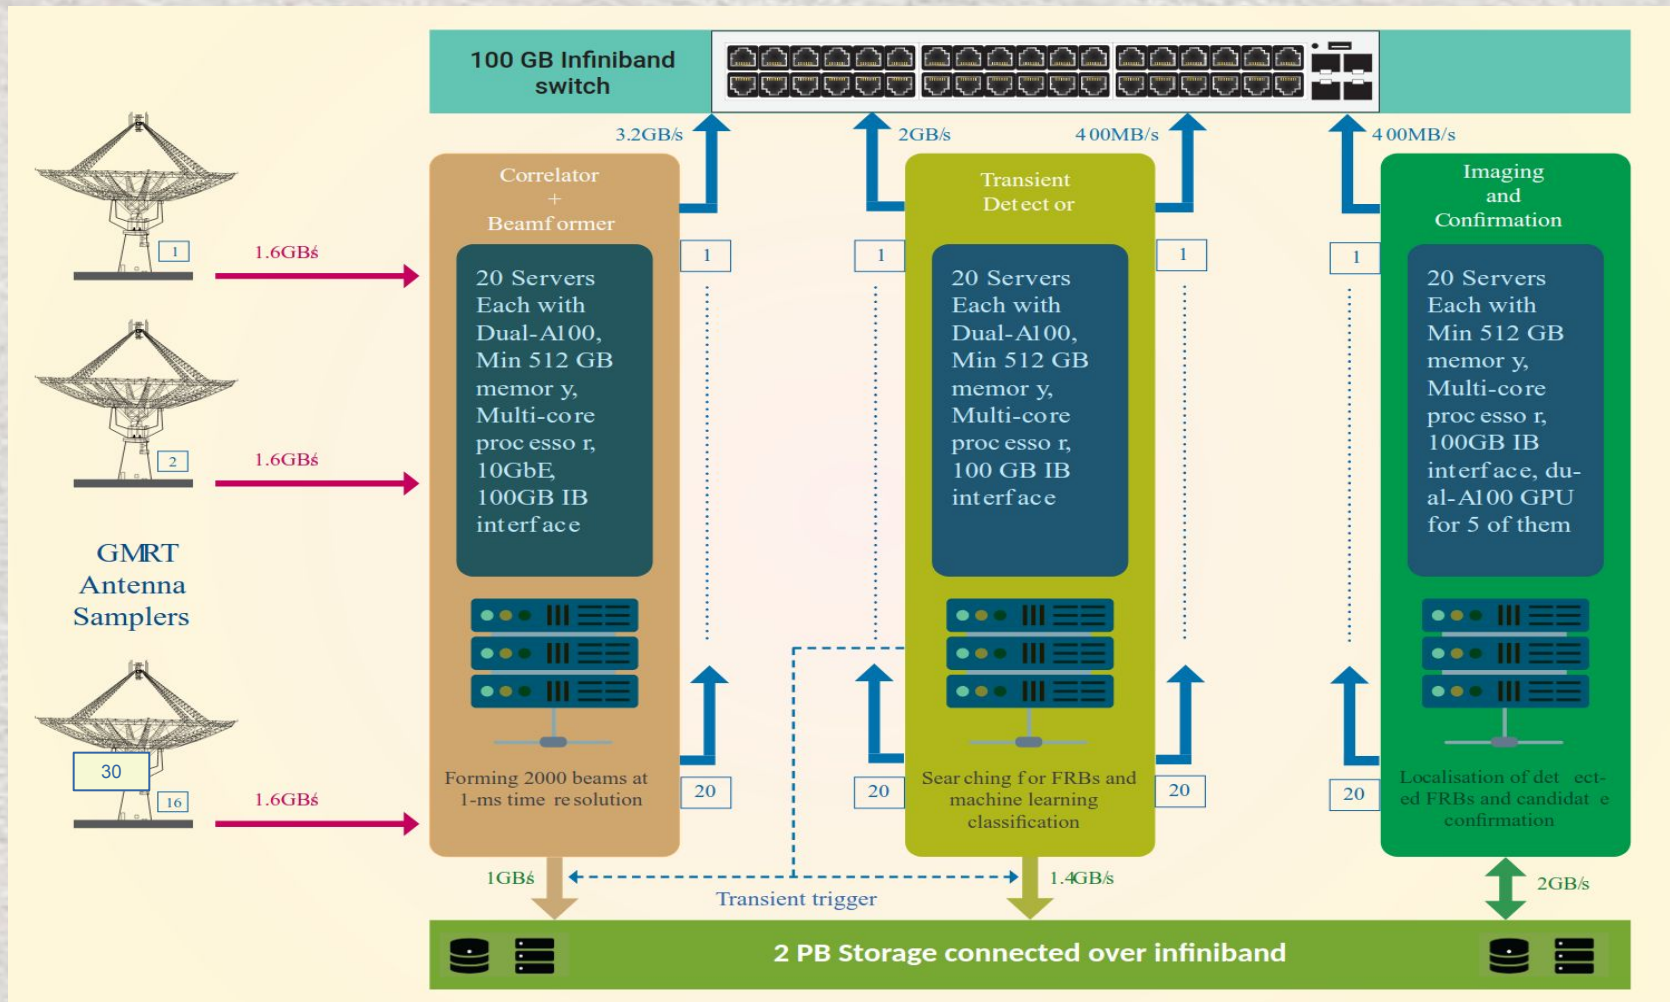 100 GB Infiniband
switch
3.2GB/s
2GB/s
400MB/s
400MB/s
1
1.6GB/s
2
1.6GB/s
GMRT
Antenna
Samplers
30
16
1.6GB/s
Correlator
+
Beamformer
20 Servers
Each with
Dual-A100,
Min 512 GB
memory,
Multi-core
processor,
10GbE,
100GB IB
interface
Forming 2000 beams at
1-ms time resolution
1
20
1
20
Transient
Detector
20 Servers
Each with
Dual-A100,
Min 512 GB
memory,
Multi-core
processor,
100 GB IB
interface
Searching for FRBs and
machine learning
classification
1
20
1
20
Imaging
and
Confirmation
20 Servers
Each with
Min 512 GB
memory,
Multi-core
processor,
100GB IB
interface, du-
al-A100 GPU
for 5 of them
Localisation of detect-
ed FRBs and candidate
confirmation
1GB/s
Transient trigger
1.4GB/s
2GB/s
2 PB Storage connected over infiniband